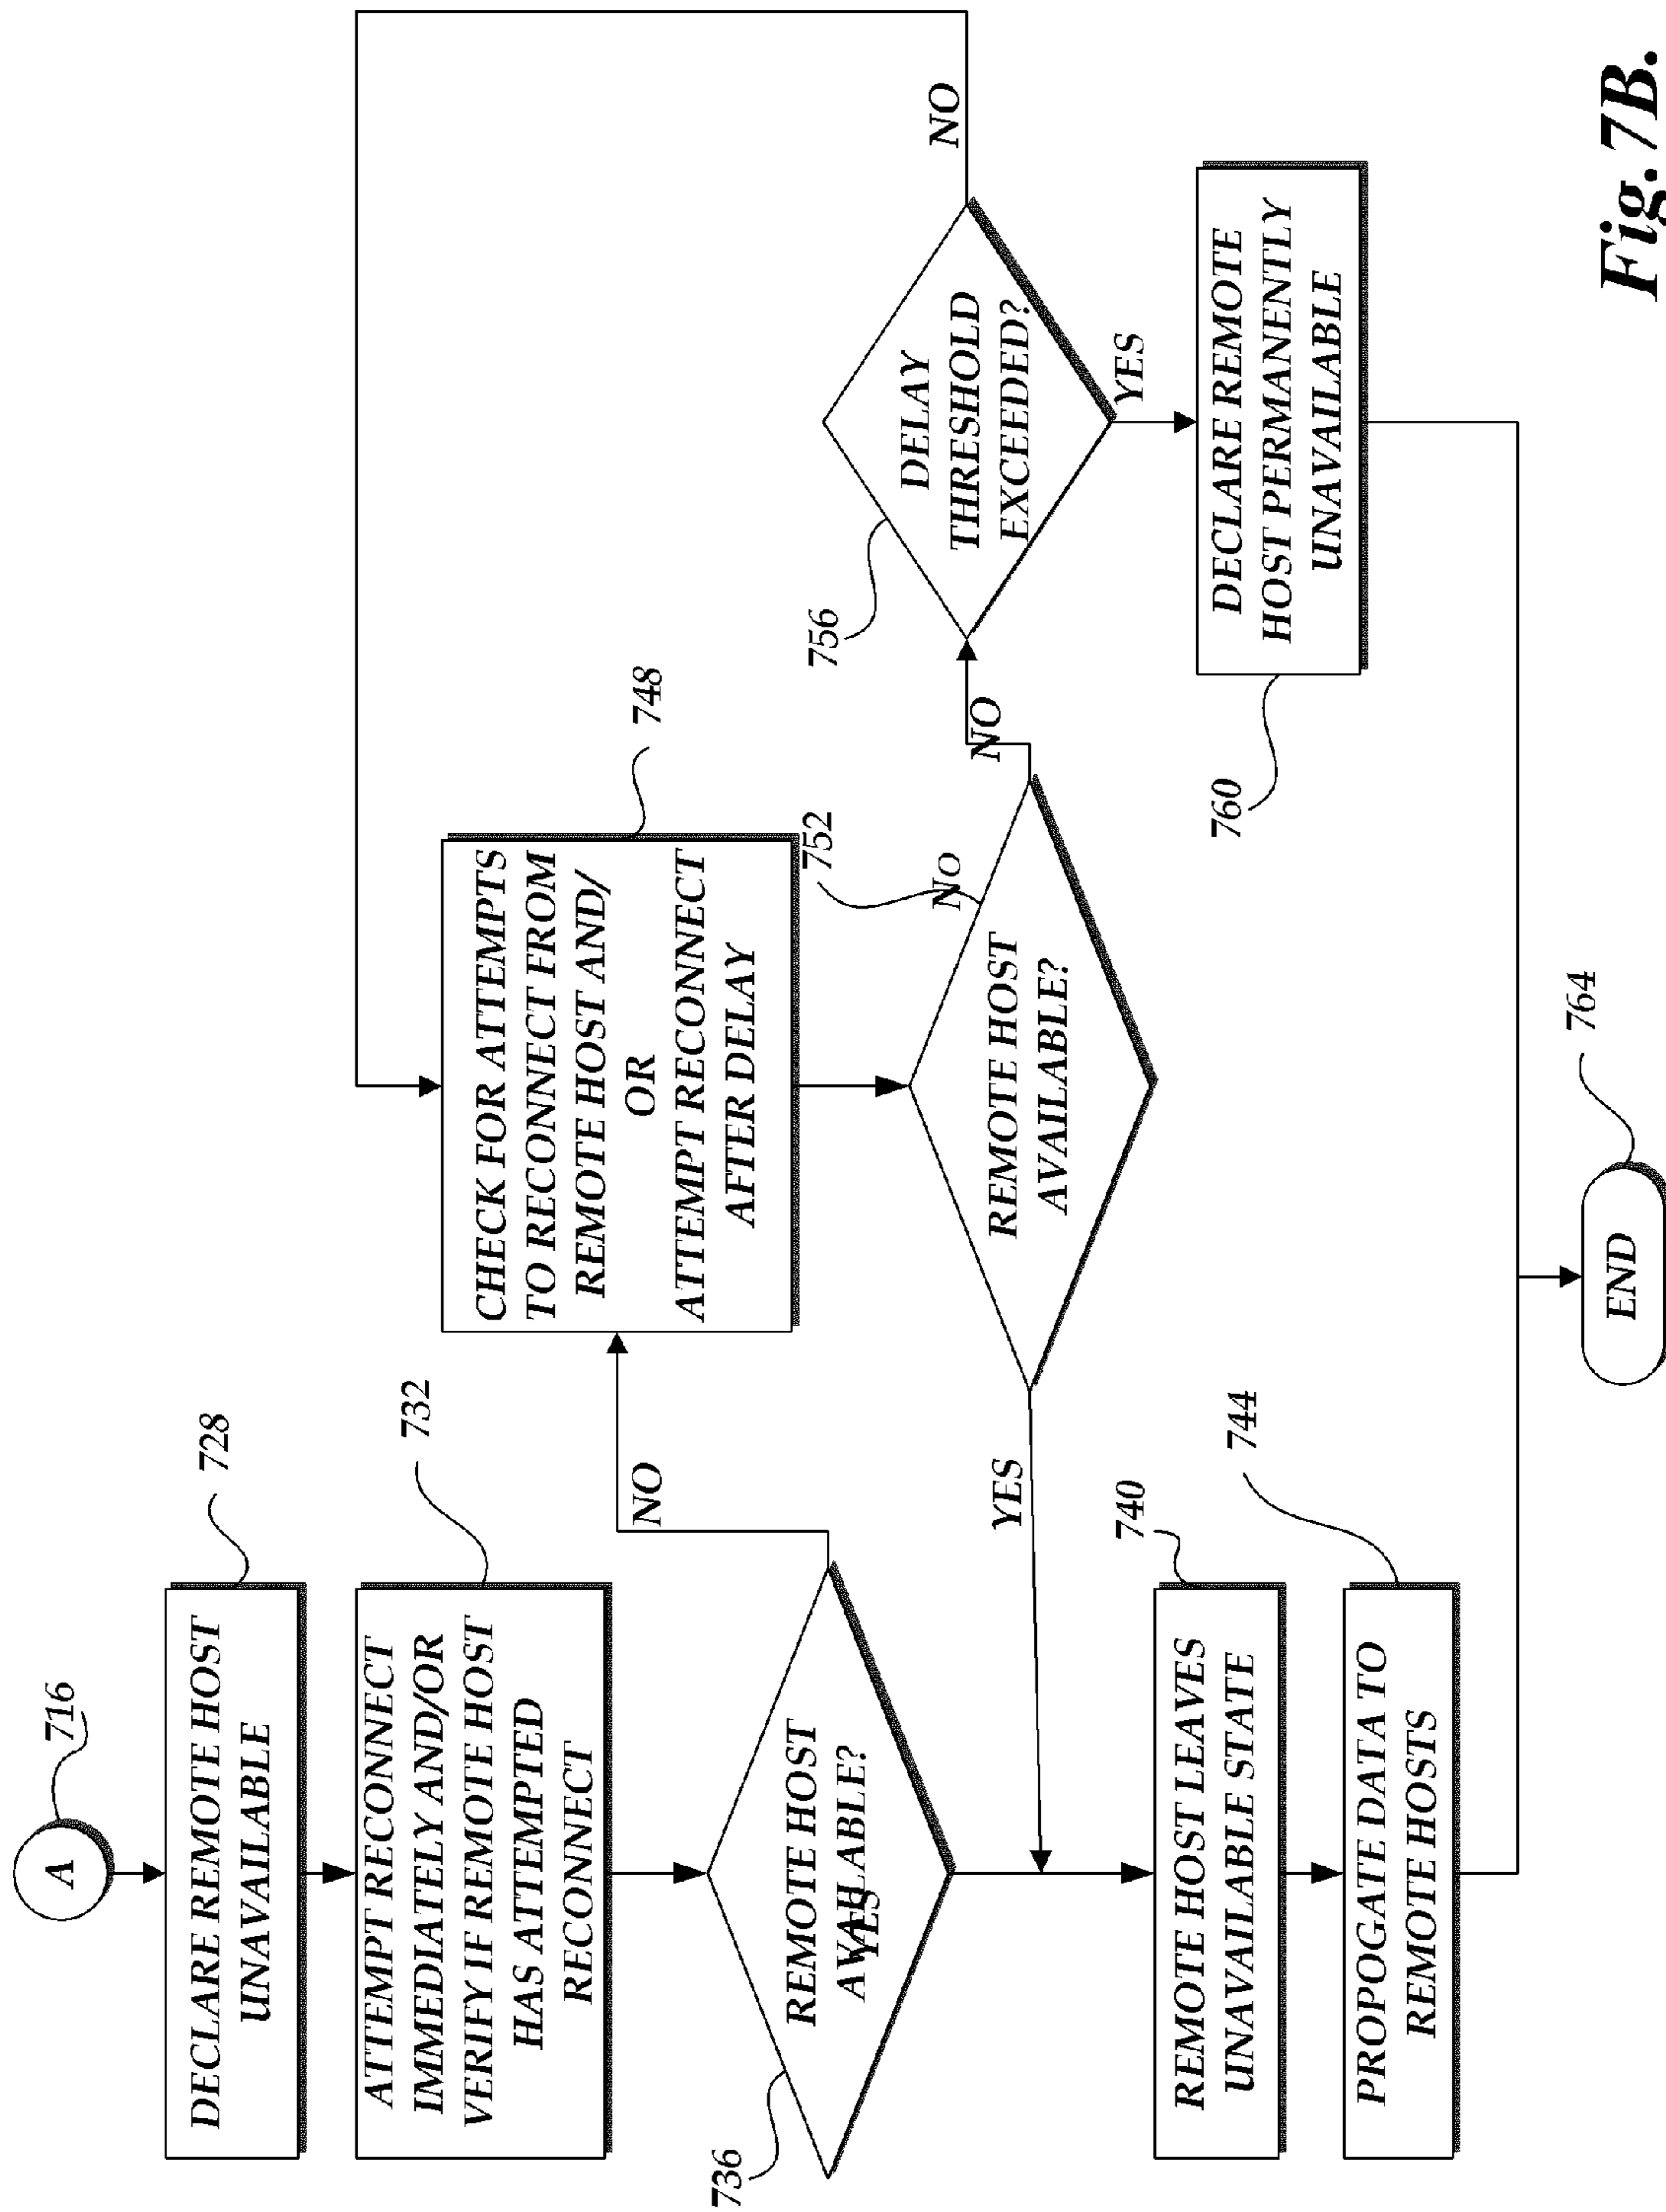 A
716
DECLARE REMOTE HOST
UNAVAILABLE
728
ATTEMPT RECONNECT
IMMEDIATELY AND/OR
VERIFY IF REMOTE HOST
HAS ATTEMPTED
RECONNECT
732
REMOTE HOST
AVAILABLE?
YES
736
NO
CHECK FOR ATTEMPTS
TO RECONNECT FROM
REMOTE HOST AND/
OR
ATTEMPT RECONNECT
AFTER DELAY
748
752
NO
REMOTE HOST
AVAILABLE?
YES
NO
756
DELAY
THRESHOLD
EXCEEDED?
NO
YES
DECLARE REMOTE
HOST PERMANENTLY
UNAVAILABLE
760
REMOTE HOST LEAVES
UNAVAILABLE STATE
740
PROPOGATE DATA TO
REMOTE HOSTS
744
END
764
Fig.7B.